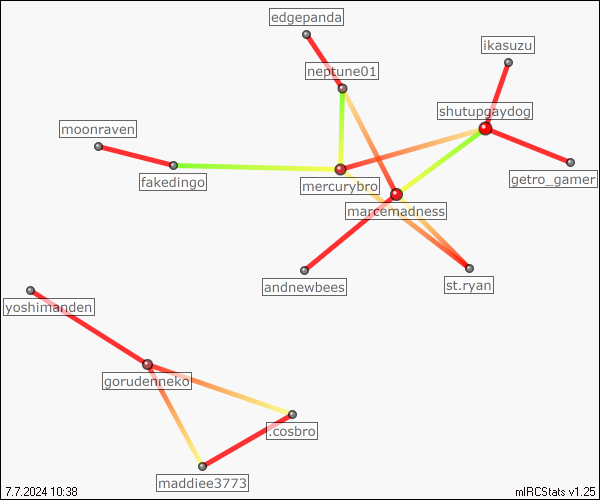 edgepanda
ikasuzu
neptune01
shutupgaydog
moonraven
fakedingo
mercurybro
getro_gamer
marcemadness
andnewbees
st.ryan
yoshimanden
gorudenneko
.cosbro
maddiee3773
7.7.2024 10:38
mIRCStats v1.25